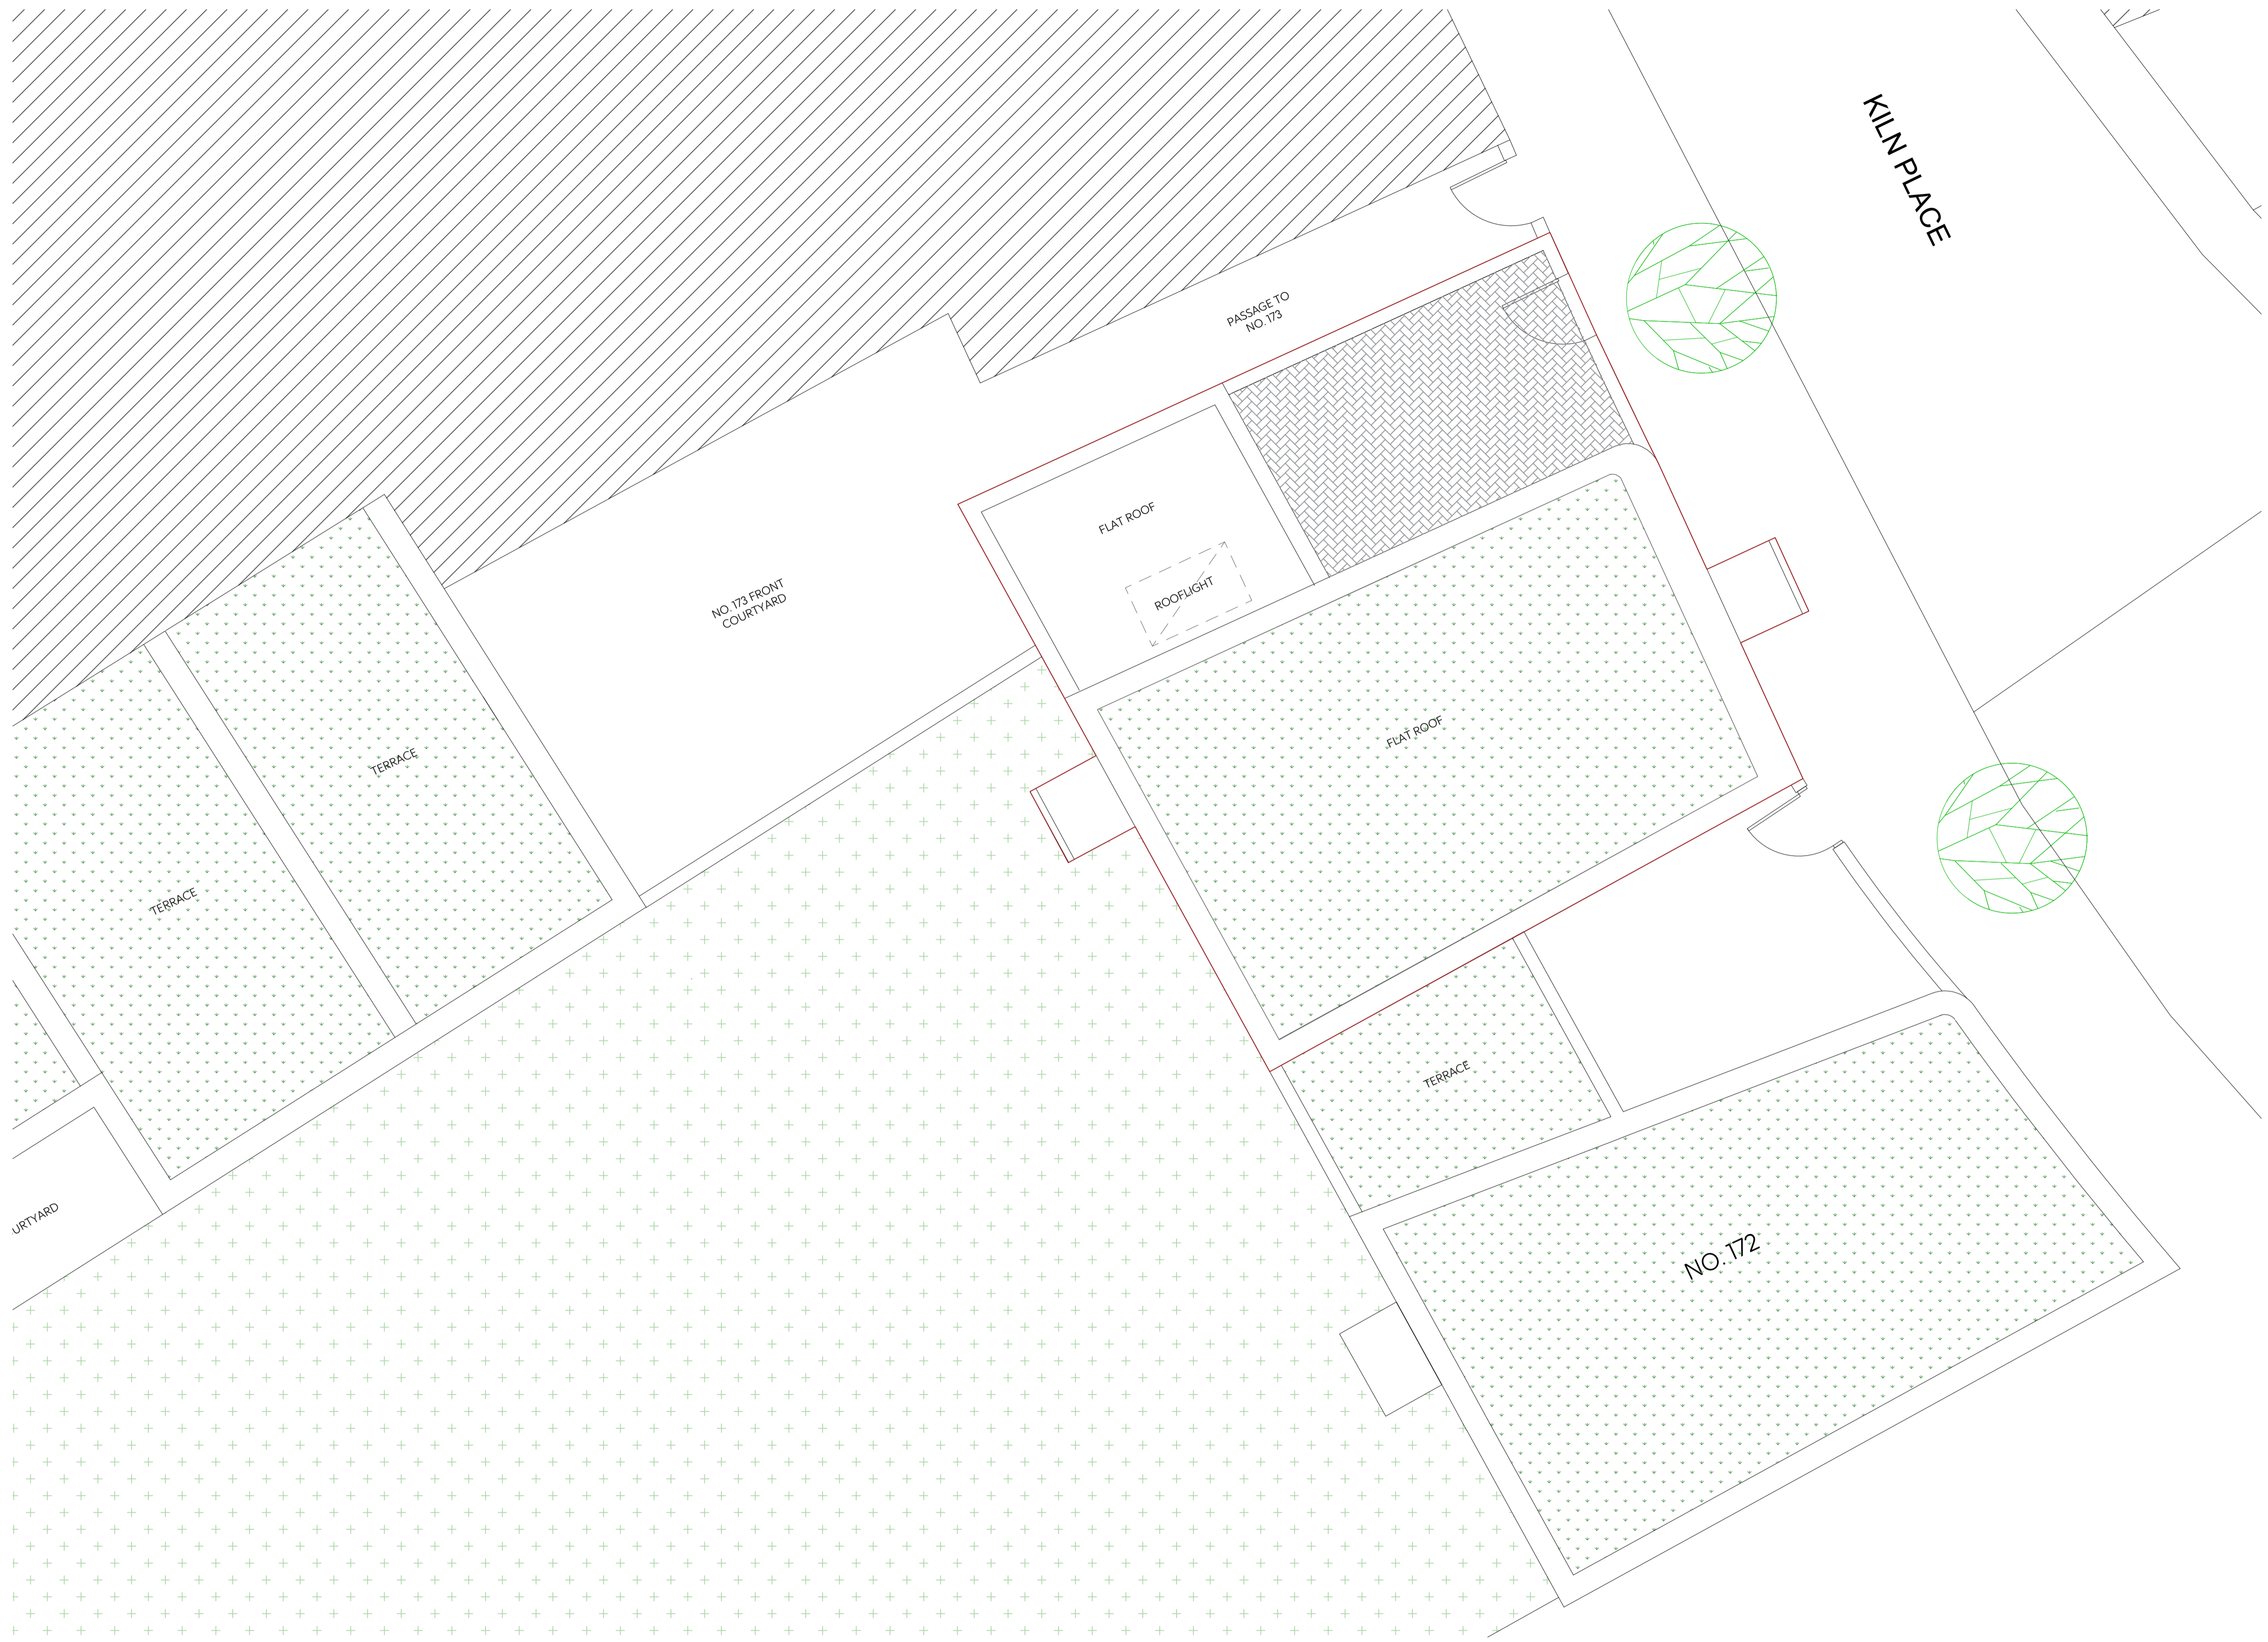 KILN PLACE
PASSAGE TO
NO. 173
FLAT ROOF
ROOFLIGHT
NO. 173 FRONT
COURTYARD
FLAT ROOF
TERRACE
TERRACE
TERRACE
URTYARD
NO. 172